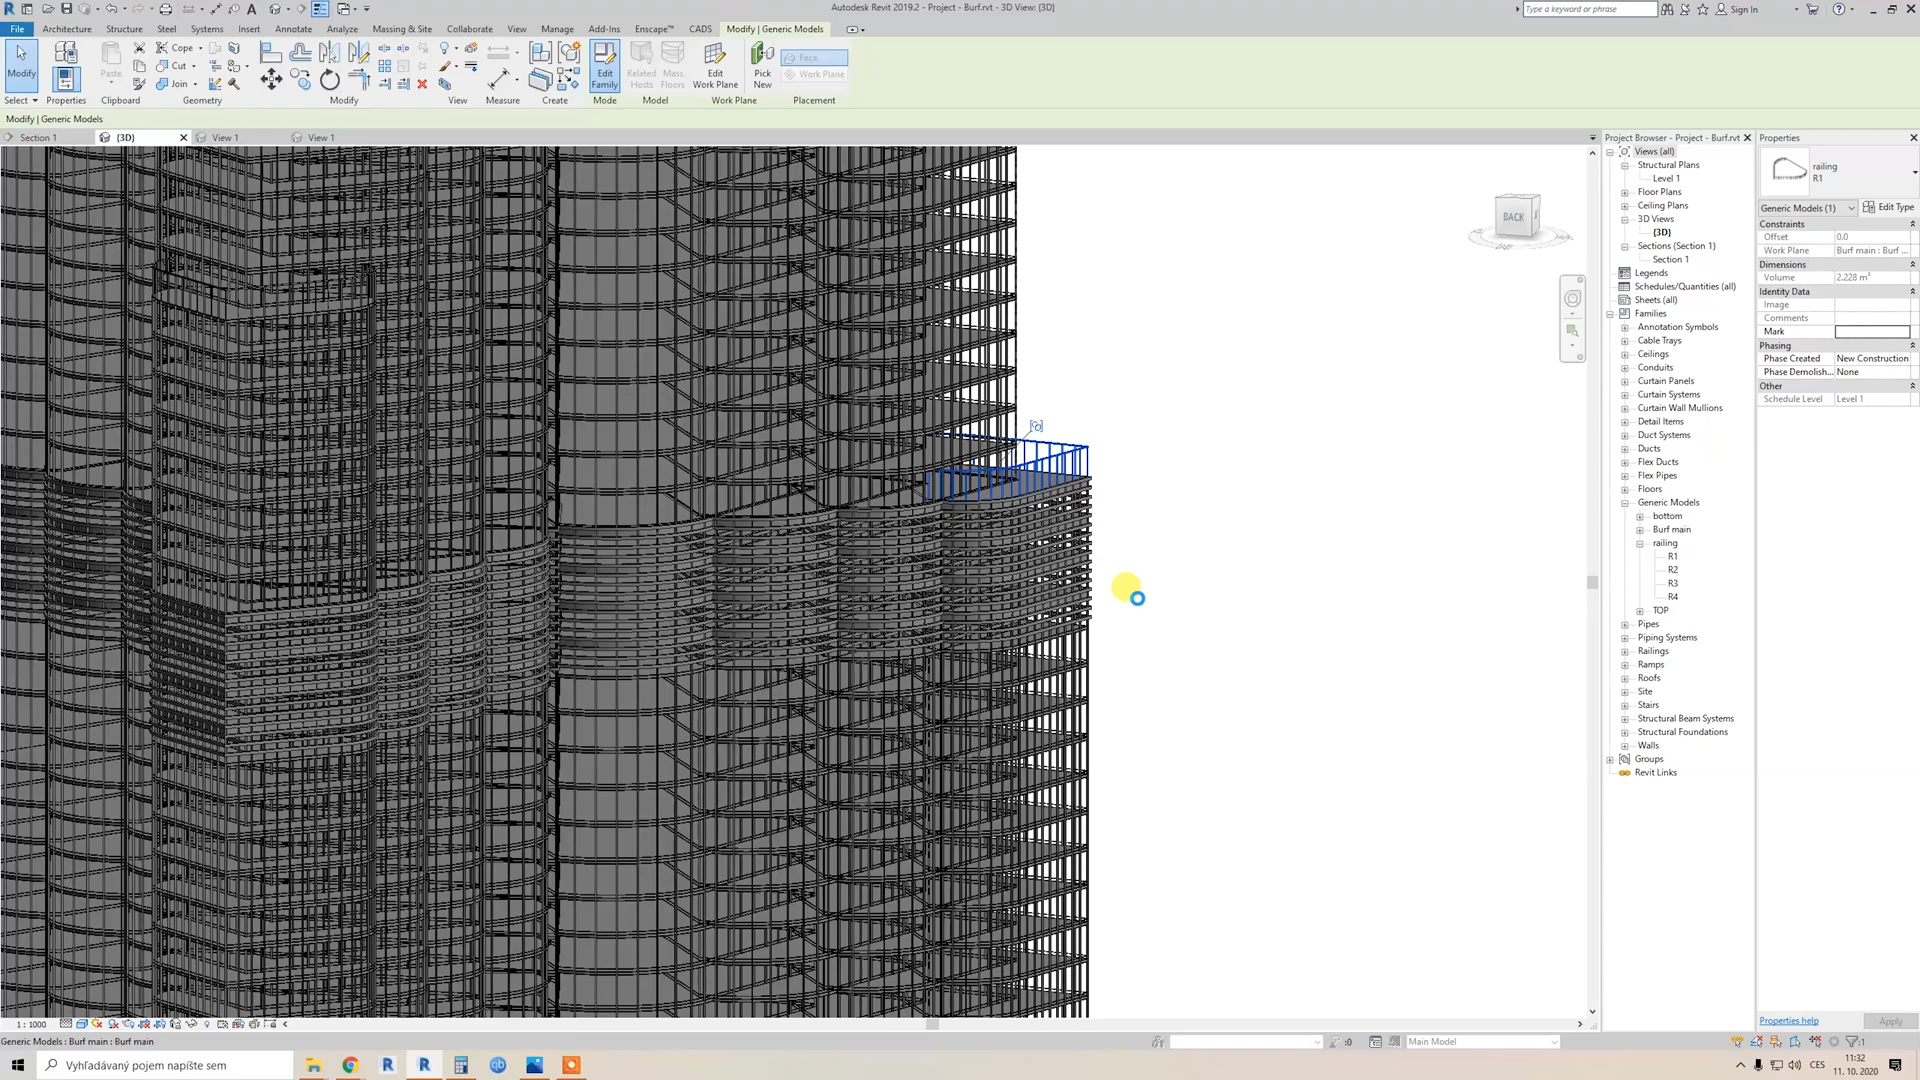 Autodesk Revit 2019.2 - Project - Burf.rvt - 3D View: {3D}
Type a keyword or phrase
Sign In
File Architecture Structure Steel Systems Insert Annotate Analyze Massing & Site Collaborate View Manage Add-Ins Enscape™ CADS Modify | Generic Models
Modify
Paste
Cope
Cut
Join
Edit Family
Related Hosts
Mass Floors
Edit Work Plane
Pick New
Face
Work Plane
Select Properties Clipboard Geometry Modify View Measure Create Mode Model Work Plane Placement
Modify | Generic Models
Section 1
{3D}
View 1
View 1
BACK
Project Browser - Project - Burf.rvt
Views (all)
Structural Plans
Level 1
Floor Plans
Ceiling Plans
3D Views
{3D}
Sections (Section 1)
Section 1
Legends
Schedules/Quantities (all)
Sheets (all)
Families
Annotation Symbols
Cable Trays
Ceilings
Conduits
Curtain Panels
Curtain Systems
Curtain Wall Mullions
Detail Items
Duct Systems
Ducts
Flex Ducts
Flex Pipes
Floors
Generic Models
bottom
Burf main
railing
R1
R2
R3
R4
TOP
Pipes
Piping Systems
Railings
Ramps
Roofs
Site
Stairs
Structural Beam Systems
Structural Foundations
Walls
Groups
Revit Links
Properties
railing
R1
Generic Models (1)
Edit Type
Constraints
Offset 0.0
Work Plane Burf main : Burf ...
Dimensions
Volume 2.228 m³
Identity Data
Image
Comments
Mark
Phasing
Phase Created New Construction
Phase Demolish... None
Other
Schedule Level Level 1
Properties help
Apply
1 : 1000
Generic Models : Burf main : Burf main
:0
Main Model
:1
Vyhľadávaný pojem napíšte sem
CES
11:32
11. 10. 2020